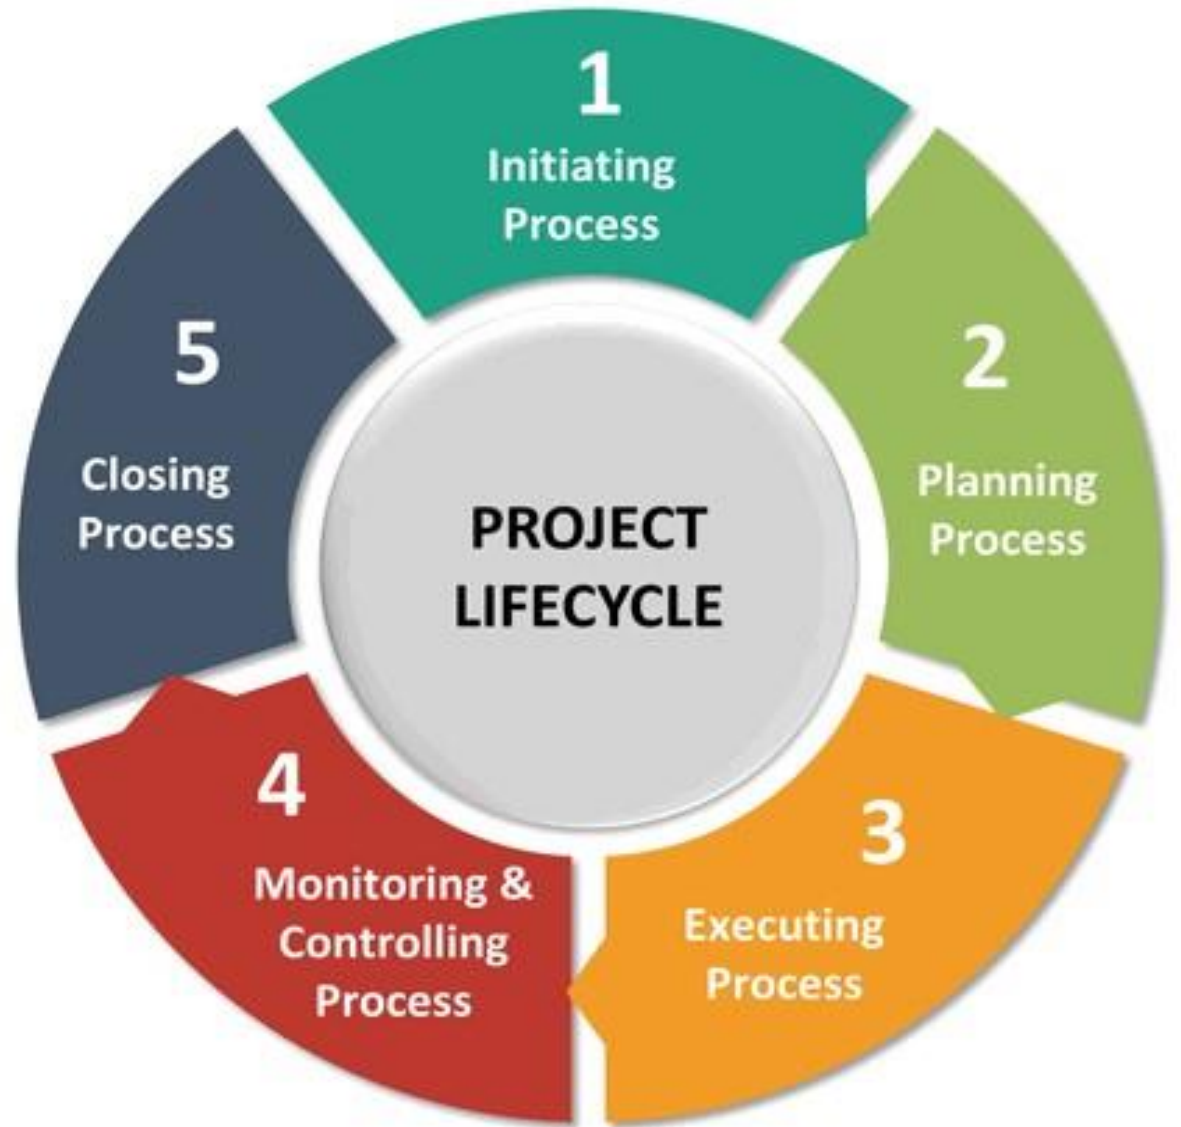 1
Initiating
Process
2
Planning
Process
3
Executing
Process
4
Monitoring &
Controlling
Process
5
Closing
Process
PROJECT
LIFECYCLE